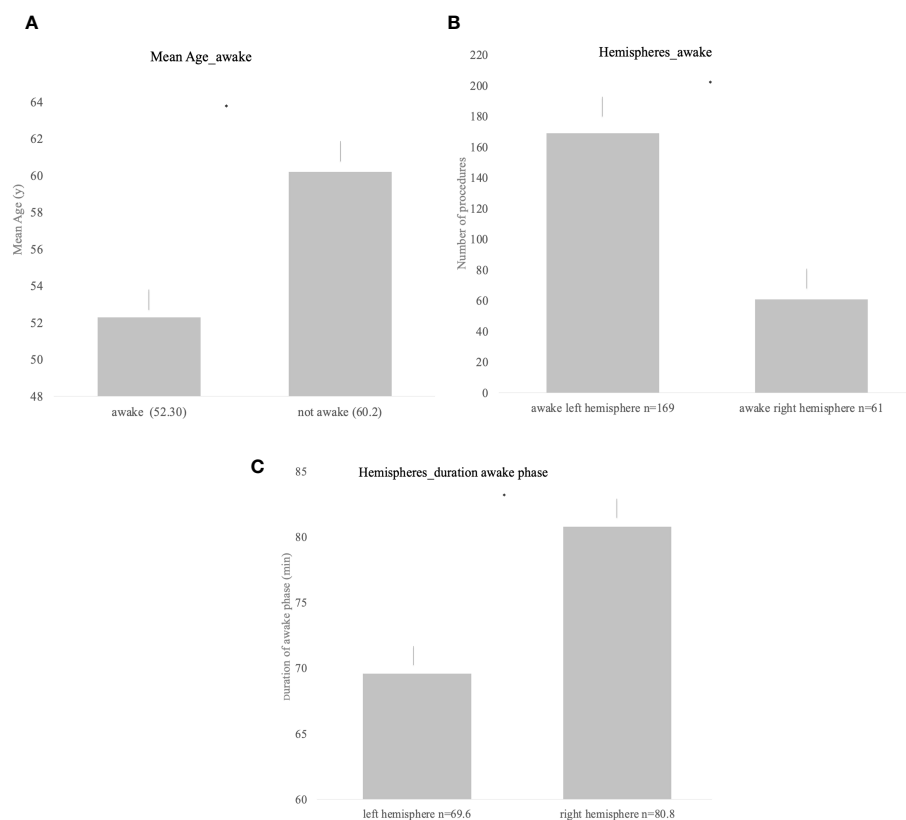 A
Mean Age_awake
Mean Age (y)
64
62
60
58
56
54
52
50
48
awake (52.30)
not awake (60.2)
B
Hemispheres_awake
Number of procedures
220
200
180
160
140
120
100
80
60
40
20
0
awake left hemisphere n=169
awake right hemisphere n=61
C
Hemispheres_duration awake phase
Duration of awake phase (min)
85
80
75
70
65
60
left hemisphere n=69.6
right hemisphere n=80.8